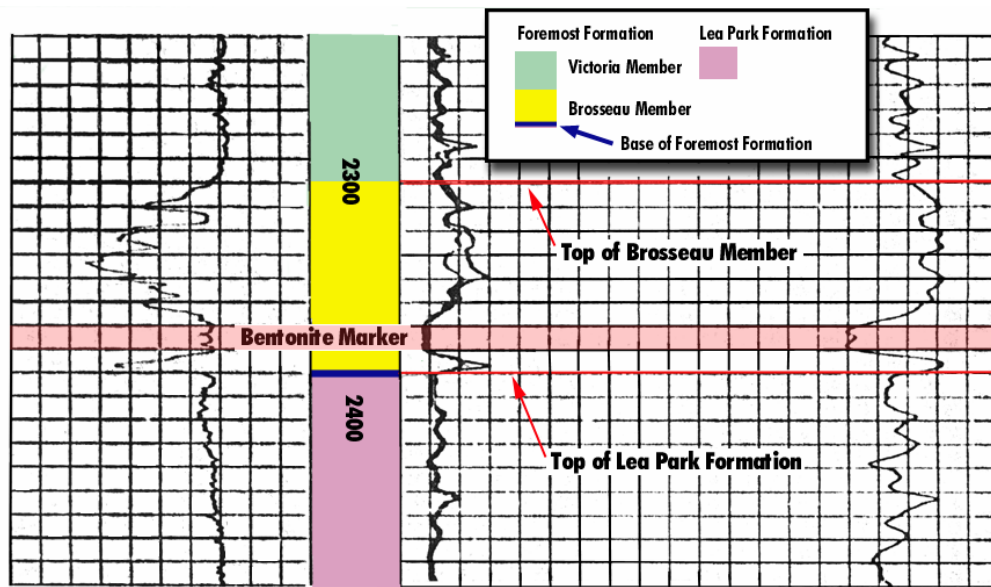 Foremost Formation
Lea Park Formation
Victoria Member
Brosseau Member
Base of Foremost Formation
2300
Top of Brosseau Member
Bentonite Marker
2400
Top of Lea Park Formation